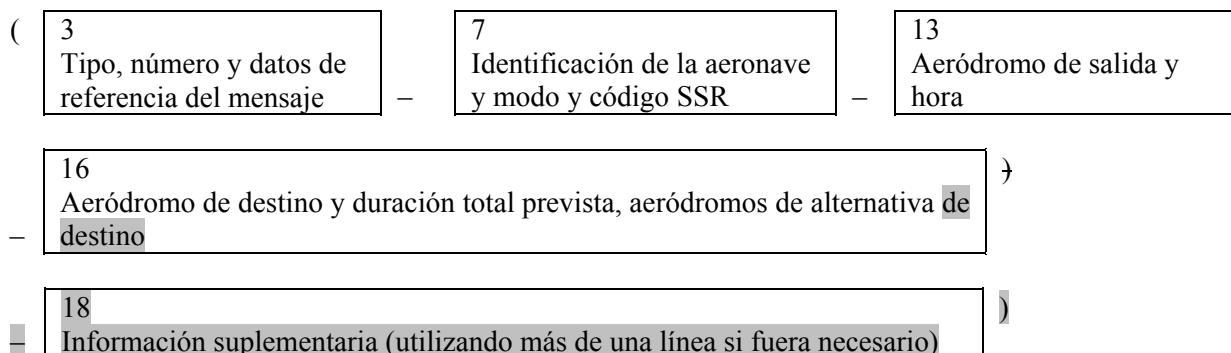 ( 3 7 13
Tipo, número y datos de Identificación de la aeronave Aeródromo de salida y
referencia del mensaje – y modo y código SSR – hora
16 )
Aeródromo de destino y duración total prevista, aeródromos de alternativa de
– destino
18 )
– Información suplementaria (utilizando más de una línea si fuera necesario)